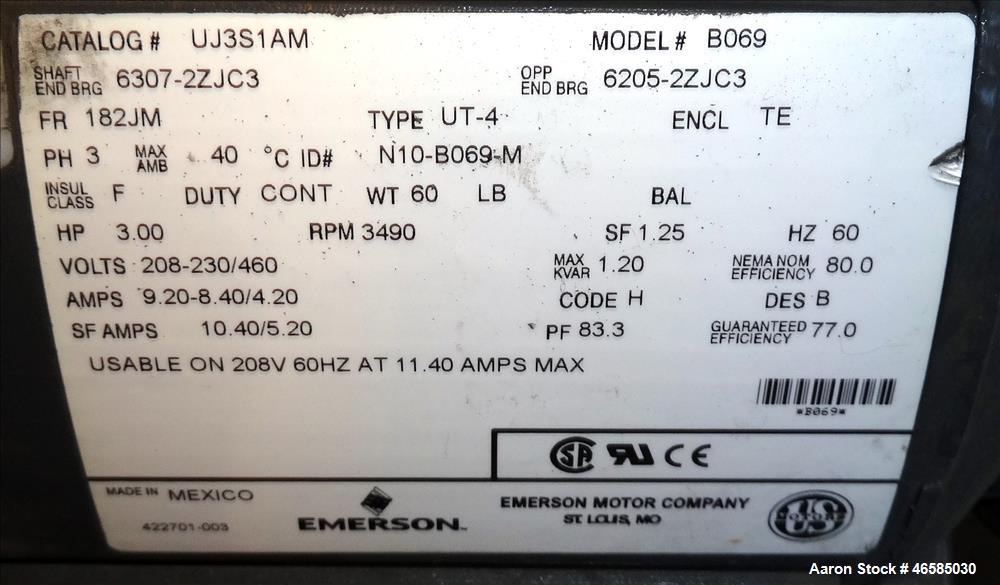 CATALOG # UJ3S1AM MODEL # B069
SHAFT END BRG 6307-2ZJC3 OPP END BRG 6205-2ZJC3
FR 182JM TYPE UT-4 ENCL TE
PH 3 MAX AMB 40 °C ID# N10-B069-M
INSUL CLASS F DUTY CONT WT 60 LB BAL
HP 3.00 RPM 3490 SF 1.25 HZ 60
VOLTS 208-230/460 MAX KVAR 1.20 NEMA NOM EFFICIENCY 80.0
AMPS 9.20-8.40/4.20 CODE H DES B
SF AMPS 10.40/5.20 PF 83.3 GUARANTEED EFFICIENCY 77.0
USABLE ON 208V 60HZ AT 11.40 AMPS MAX
*B069*
SA RU CE
MADE IN MEXICO
422701-003
EMERSON™
EMERSON MOTOR COMPANY
ST. LOUIS, MO
US MOTORS
Aaron Stock # 46585030